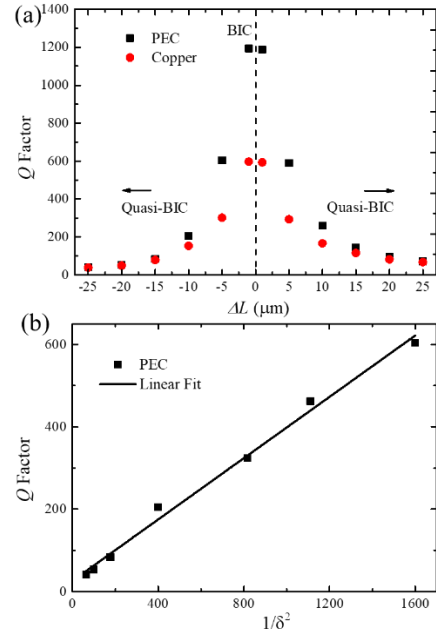 (a)
1400
1200
1000
800
600
400
200
0
Q Factor
PEC
Copper
BIC
Quasi-BIC
Quasi-BIC
-25 -20 -15 -10 -5 0 5 10 15 20 25
ΔL (μm)
(b)
600
400
200
0
Q Factor
PEC
Linear Fit
0 400 800 1200 1600
1/δ²